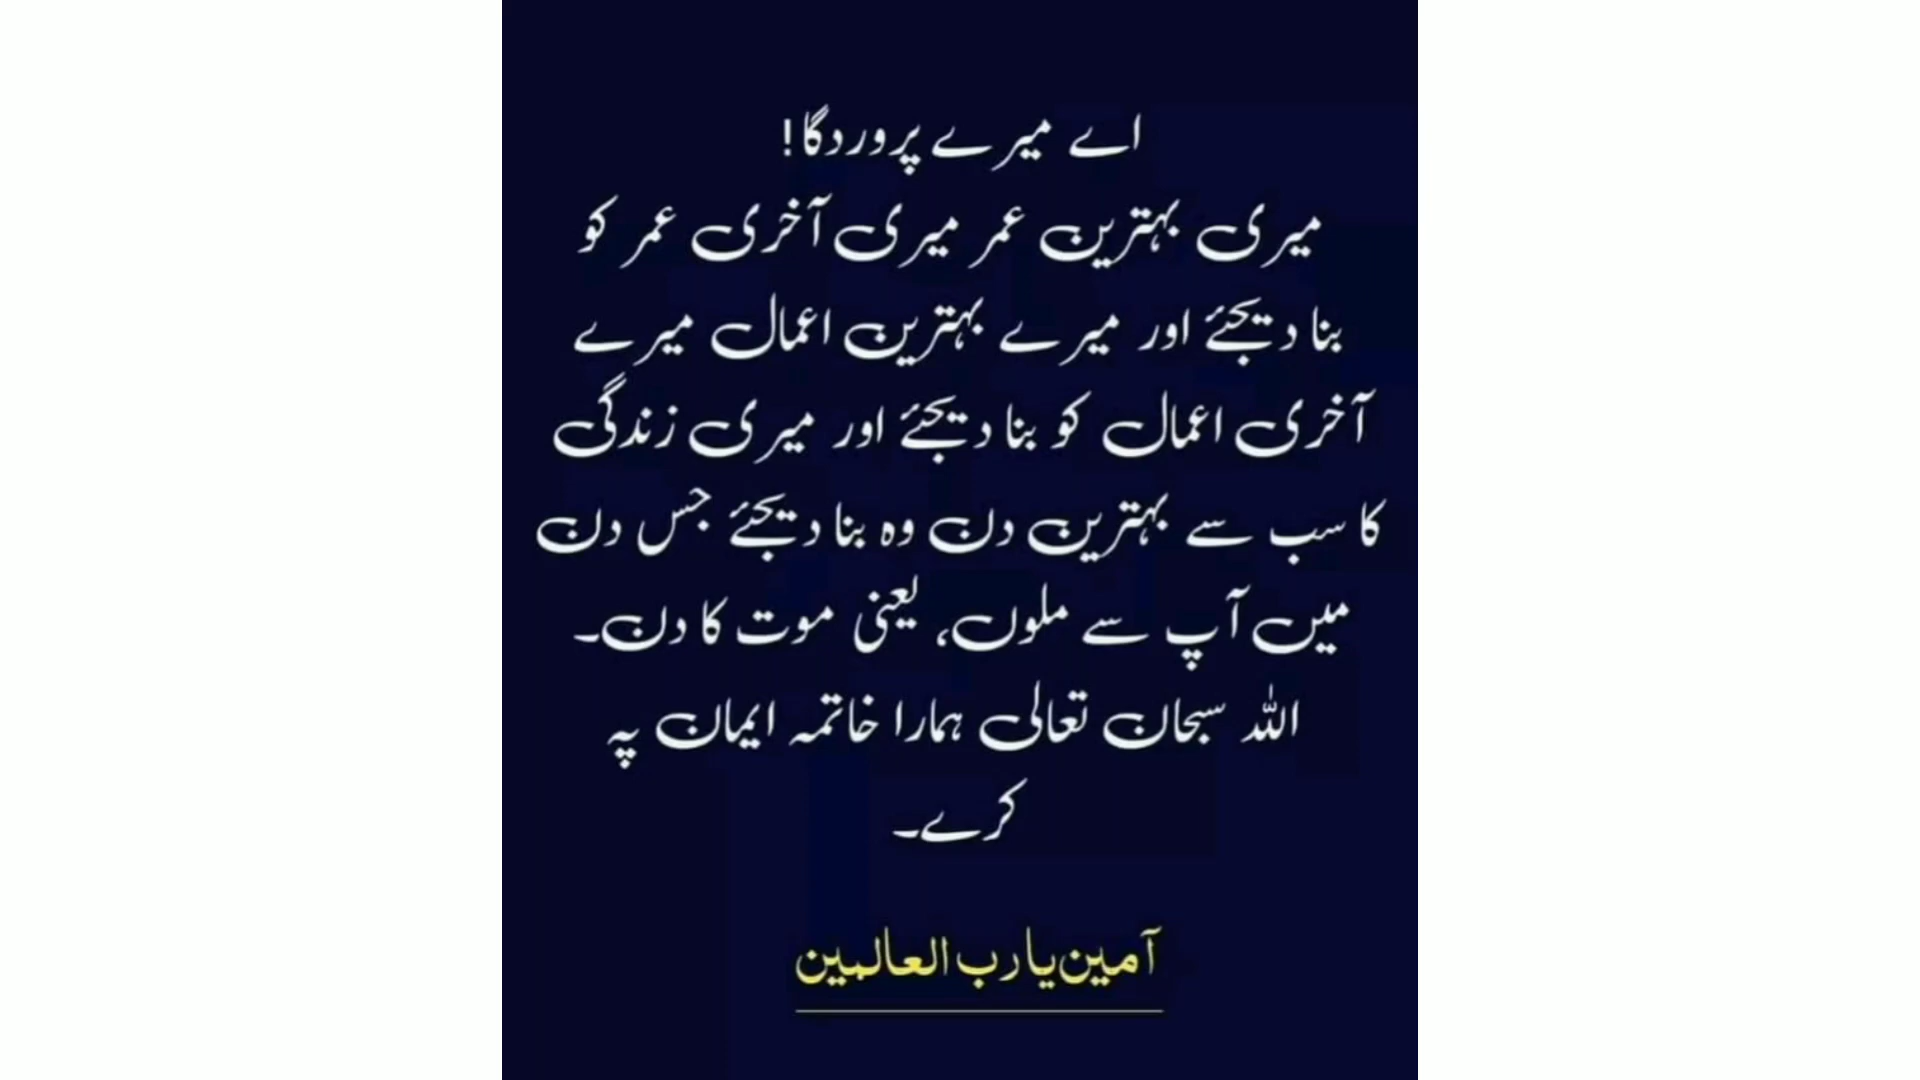 اے میرے پروردگا!
میری بہترین عمر میری آخری عمر کو
بنا دیجئے اور میرے بہترین اعمال میرے
آخری اعمال کو بنا دیجئے اور میری زندگی
کا سب سے بہترین دن وہ بنا دیجئے جس دن
میں آپ سے ملوں، یعنی موت کا دن۔
اللہ سبحان تعالی ہمارا خاتمہ ایمان پہ
کرے۔
آمین یا رب العالمین